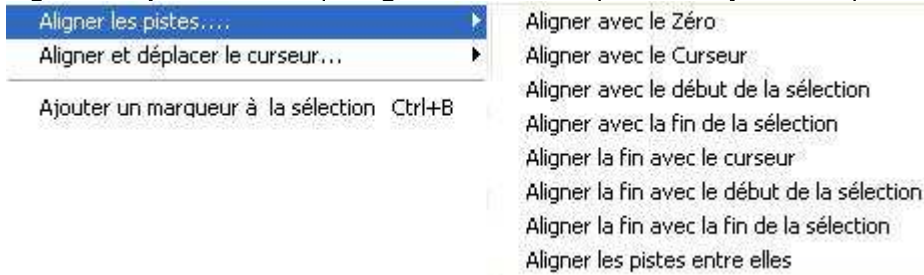 Aligner les pistes....
Aligner et déplacer le curseur...
Ajouter un marqueur à la sélection Ctrl+B
Aligner avec le Zéro
Aligner avec le Curseur
Aligner avec le début de la sélection
Aligner avec la fin de la sélection
Aligner la fin avec le curseur
Aligner la fin avec le début de la sélection
Aligner la fin avec la fin de la sélection
Aligner les pistes entre elles